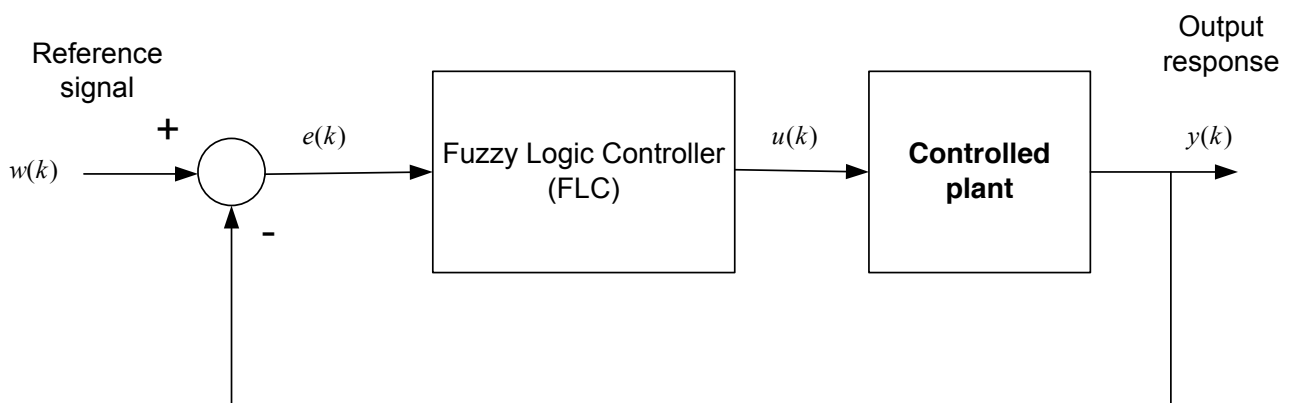 Reference
signal
+
w(k)
-
e(k)
Fuzzy Logic Controller
(FLC)
u(k)
Controlled
plant
Output
response
y(k)